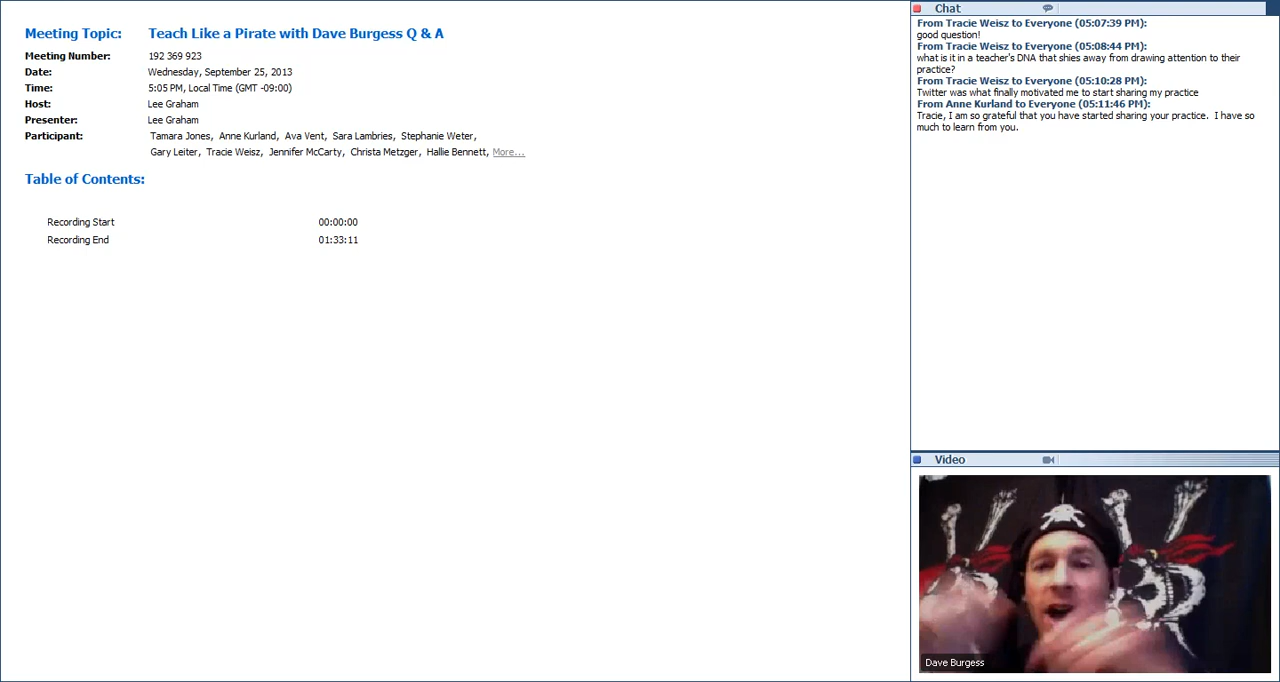 Meeting Topic: Teach Like a Pirate with Dave Burgess Q & A
Meeting Number: 192 369 923
Date: Wednesday, September 25, 2013
Time: 5:05 PM, Local Time (GMT -09:00)
Host: Lee Graham
Presenter: Lee Graham
Participant: Tamara Jones, Anne Kurland, Ava Vent, Sara Lambries, Stephanie Weter,
Gary Leiter, Tracie Weisz, Jennifer McCarty, Christa Metzger, Hallie Bennett, More...
Table of Contents:
Recording Start 00:00:00
Recording End 01:33:11
Chat
From Tracie Weisz to Everyone (05:07:39 PM):
good question!
From Tracie Weisz to Everyone (05:08:44 PM):
what is it in a teacher's DNA that shies away from drawing attention to their
practice?
From Tracie Weisz to Everyone (05:10:28 PM):
Twitter was what finally motivated me to start sharing my practice
From Anne Kurland to Everyone (05:11:46 PM):
Tracie, I am so grateful that you have started sharing your practice.  I have so
much to learn from you.
Video
Dave Burgess